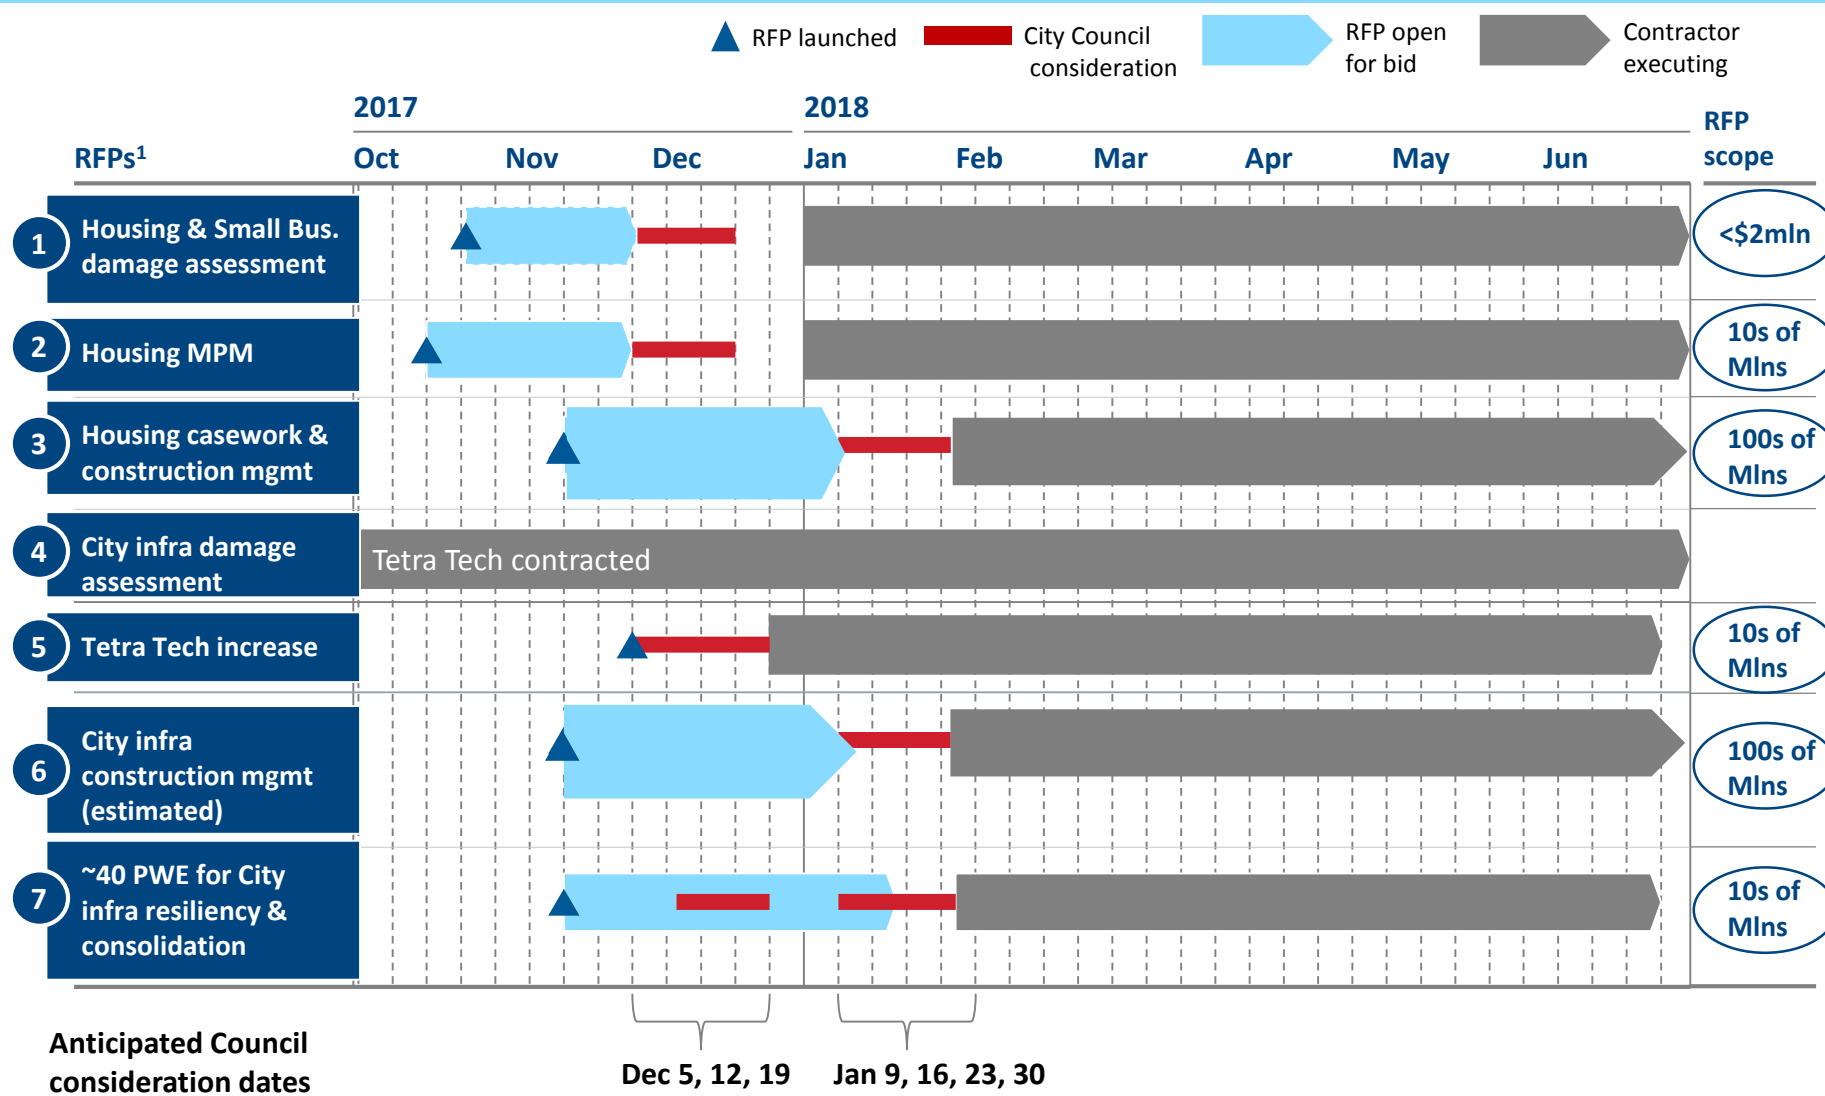 RFP launched
City Council
consideration
RFP open
for bid
Contractor
executing
2017
2018
RFP
scope
RFPs1
Oct
Nov
Dec
Jan
Feb
Mar
Apr
May
Jun
1
Housing & Small Bus.
damage assessment
<$2mln
2
Housing MPM
10s of
Mlns
3
Housing casework &
construction mgmt
100s of
Mlns
4
City infra damage
assessment
Tetra Tech contracted
5
Tetra Tech increase
10s of
Mlns
6
City infra
construction mgmt
(estimated)
100s of
Mlns
7
~40 PWE for City
infra resiliency &
consolidation
10s of
Mlns
Anticipated Council
consideration dates
Dec 5, 12, 19
Jan 9, 16, 23, 30